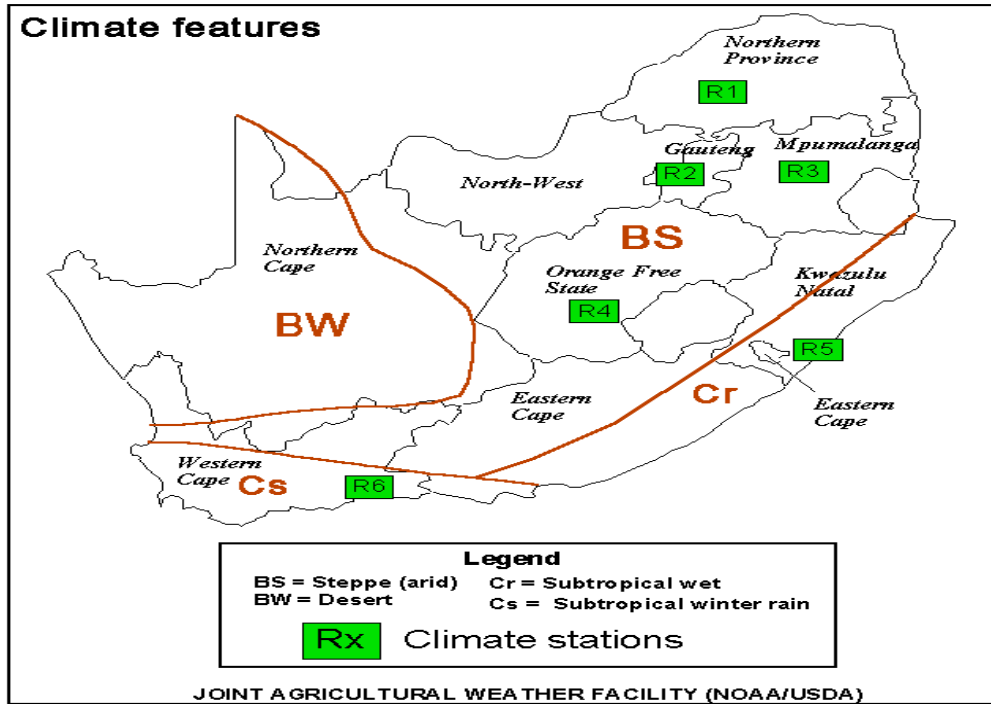 Climate features
Northern
Province
R1
Gauteng
Mpumalanga
R2
R3
North-West
BS
Northern
Cape
Orange Free
State
Kwazulu
Natal
BW
R4
R5
Cr
Eastern
Cape
Eastern
Cape
Western
Cape
Cs
R6
Legend
BS = Steppe (arid)
Cr = Subtropical wet
BW = Desert
Cs = Subtropical winter rain
Rx Climate stations
JOINT AGRICULTURAL WEATHER FACILITY (NOAA/USDA)